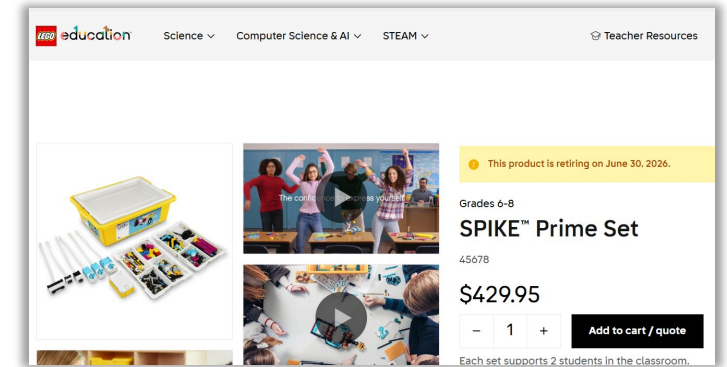 LEGO education
Science
Computer Science & AI
STEAM
Teacher Resources
This product is retiring on June 30, 2026.
The confidence to express yourself
Grades 6-8
SPIKE™ Prime Set
45678
$429.95
− 1 +
Add to cart / quote
Each set supports 2 students in the classroom.